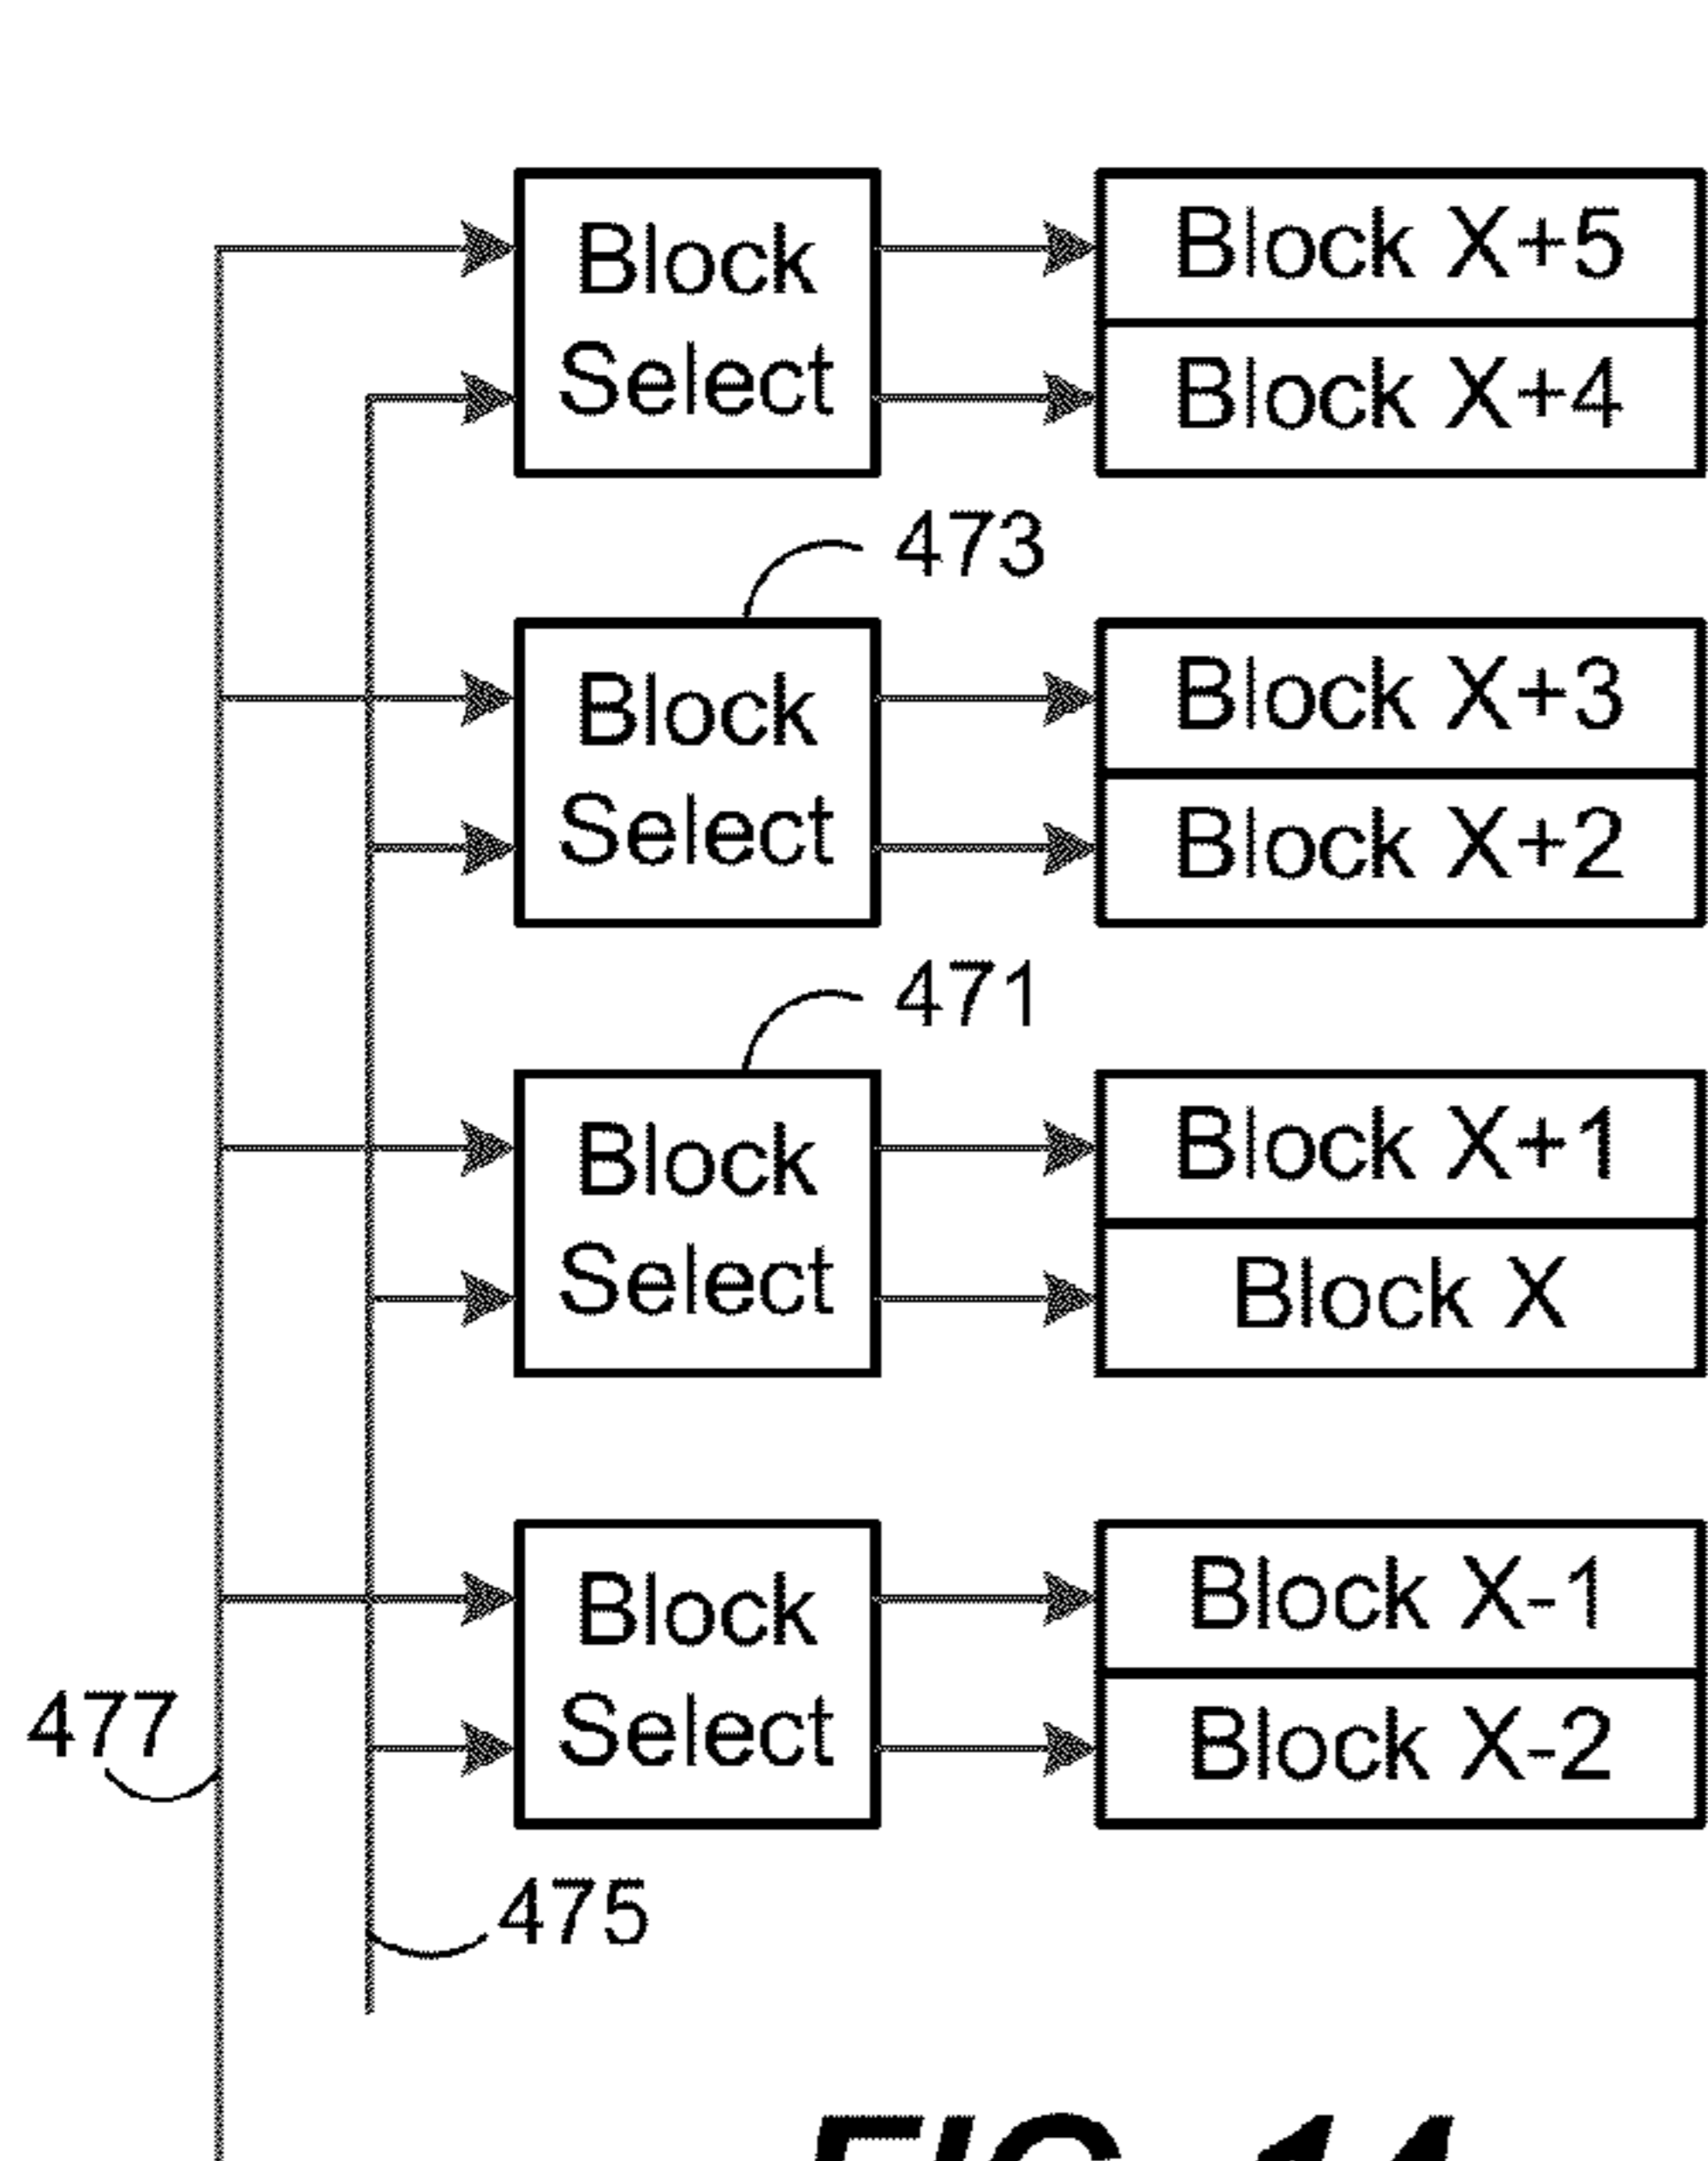 Block
Select
Block X+5
Block X+4
473
Block
Select
Block X+3
Block X+2
471
Block
Select
Block X+1
Block X
Block
Select
Block X-1
Block X-2
477
475